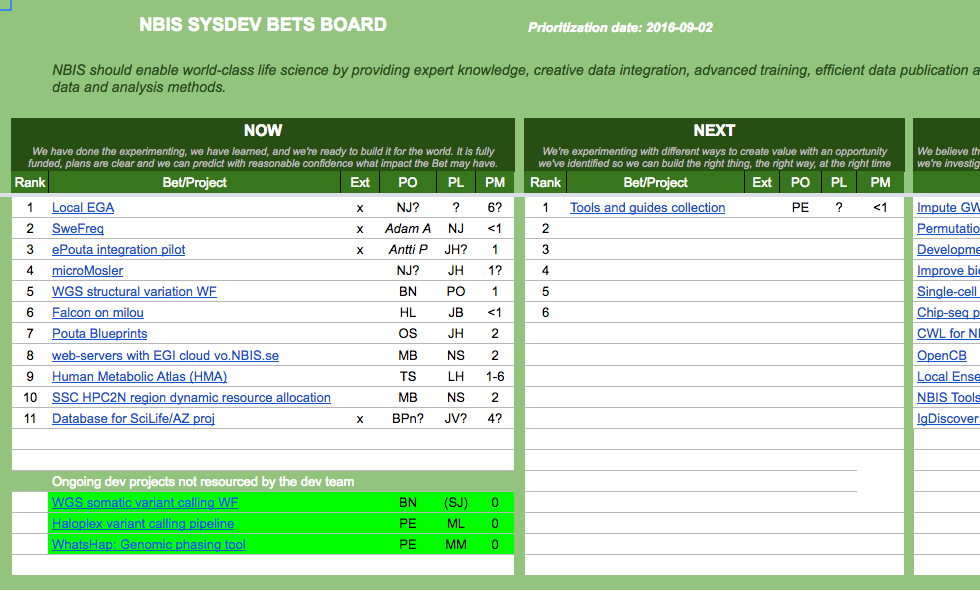 NBIS SYSDEV BETS BOARD
Prioritization date: 2016-09-02
NBIS should enable world-class life science by providing expert knowledge, creative data integration, advanced training, efficient data publication a
data and analysis methods.
NOW
We have done the experimenting, we have learned, and we're ready to build it for the world. It is fully
funded, plans are clear and we can predict with reasonable confidence what impact the Bet may have.
Rank Bet/Project Ext PO PL PM
1 Local EGA x NJ? ? 6?
2 SweFreq x Adam A NJ <1
3 ePouta integration pilot x Antti P JH? 1
4 microMosler NJ? JH 1?
5 WGS structural variation WF BN PO 1
6 Falcon on milou HL JB <1
7 Pouta Blueprints OS JH 2
8 web-servers with EGI cloud vo.NBIS.se MB NS 2
9 Human Metabolic Atlas (HMA) TS LH 1-6
10 SSC HPC2N region dynamic resource allocation MB NS 2
11 Database for SciLife/AZ proj x BPn? JV? 4?
Ongoing dev projects not resourced by the dev team
WGS somatic variant calling WF BN (SJ) 0
Haloplex variant calling pipeline PE ML 0
WhatsHap: Genomic phasing tool PE MM 0
NEXT
We're experimenting with different ways to create value with an opportunity
we've identified so we can build the right thing, the right way, at the right time
Rank Bet/Project Ext PO PL PM
1 Tools and guides collection PE ? <1
2
3
4
5
6
We believe th
we're investig
Impute GW
Permutatio
Developme
Improve bi
Single-cell
Chip-seq p
CWL for N
OpenCB
Local Ense
NBIS Tools
IgDiscover